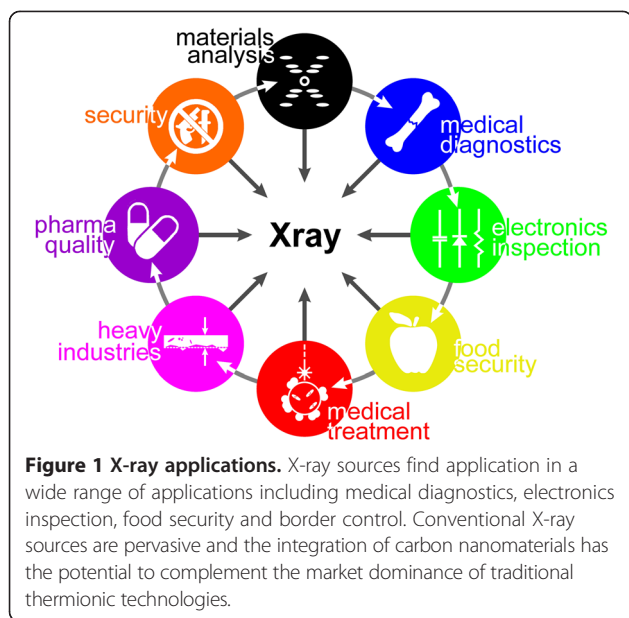 materials
analysis
medical
diagnostics
electronics
inspection
food
security
medical
treatment
heavy
industries
pharma
quality
security
Xray
Figure 1 X-ray applications. X-ray sources find application in a
wide range of applications including medical diagnostics, electronics
inspection, food security and border control. Conventional X-ray
sources are pervasive and the integration of carbon nanomaterials has
the potential to complement the market dominance of traditional
thermionic technologies.